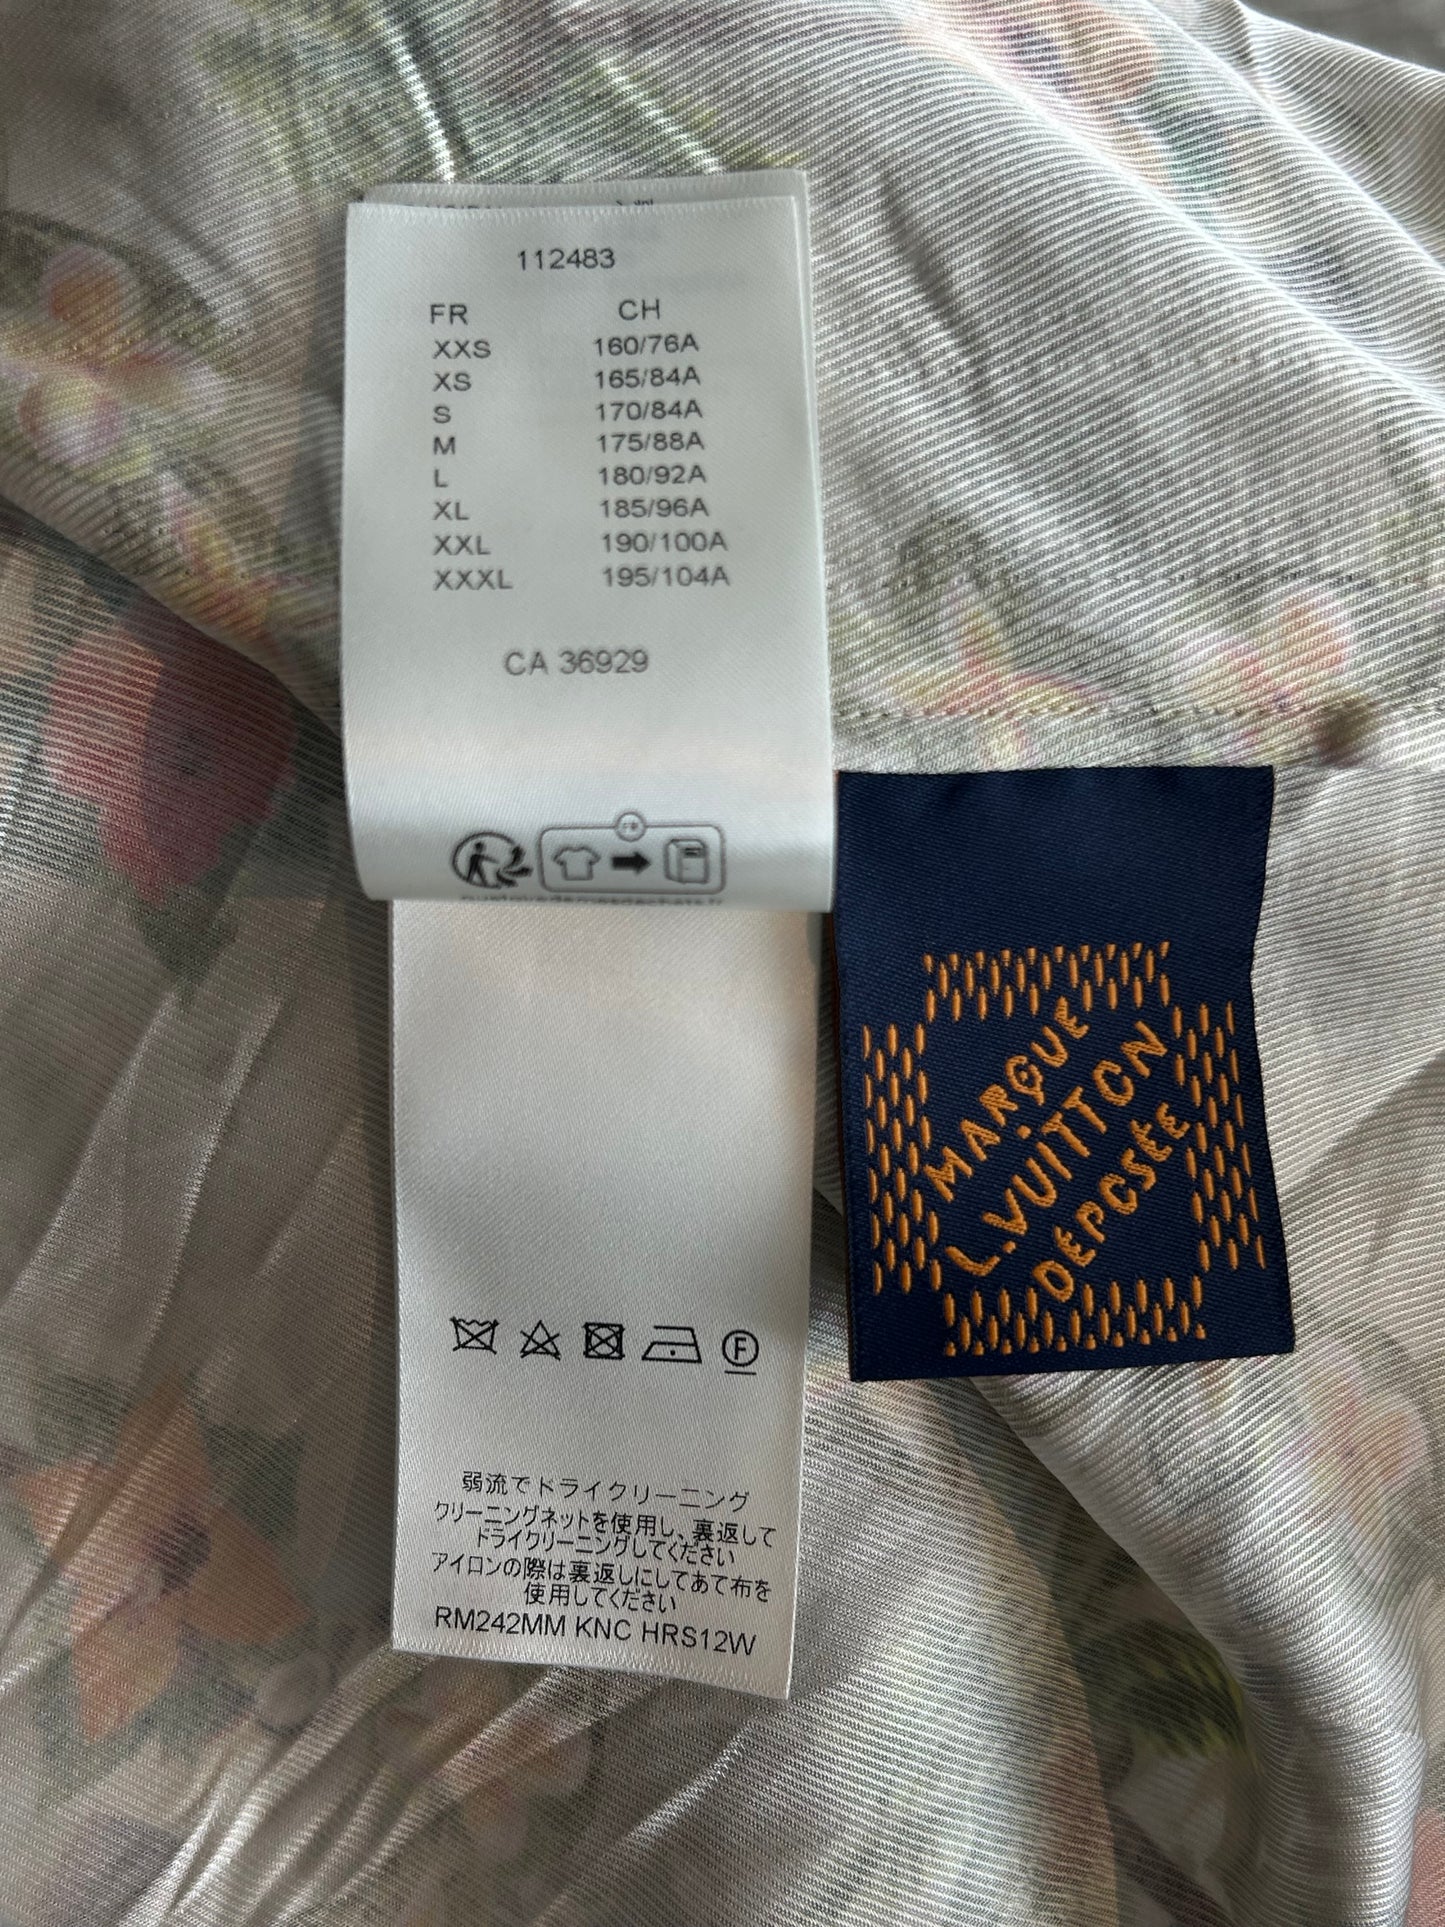 112483
FR CH
XXS 160/76A
XS 165/84A
S 170/84A
M 175/88A
L 180/92A
XL 185/96A
XXL 190/100A
XXXL 195/104A
CA 36929
FR
MARQUE
L.VUITTON
DÉPOSÉE
F
弱流でドライクリーニング
クリーニングネットを使用し、裏返して
ドライクリーニングしてください
アイロンの際は裏返しにしてあて布を
使用してください
RM242MM KNC HRS12W